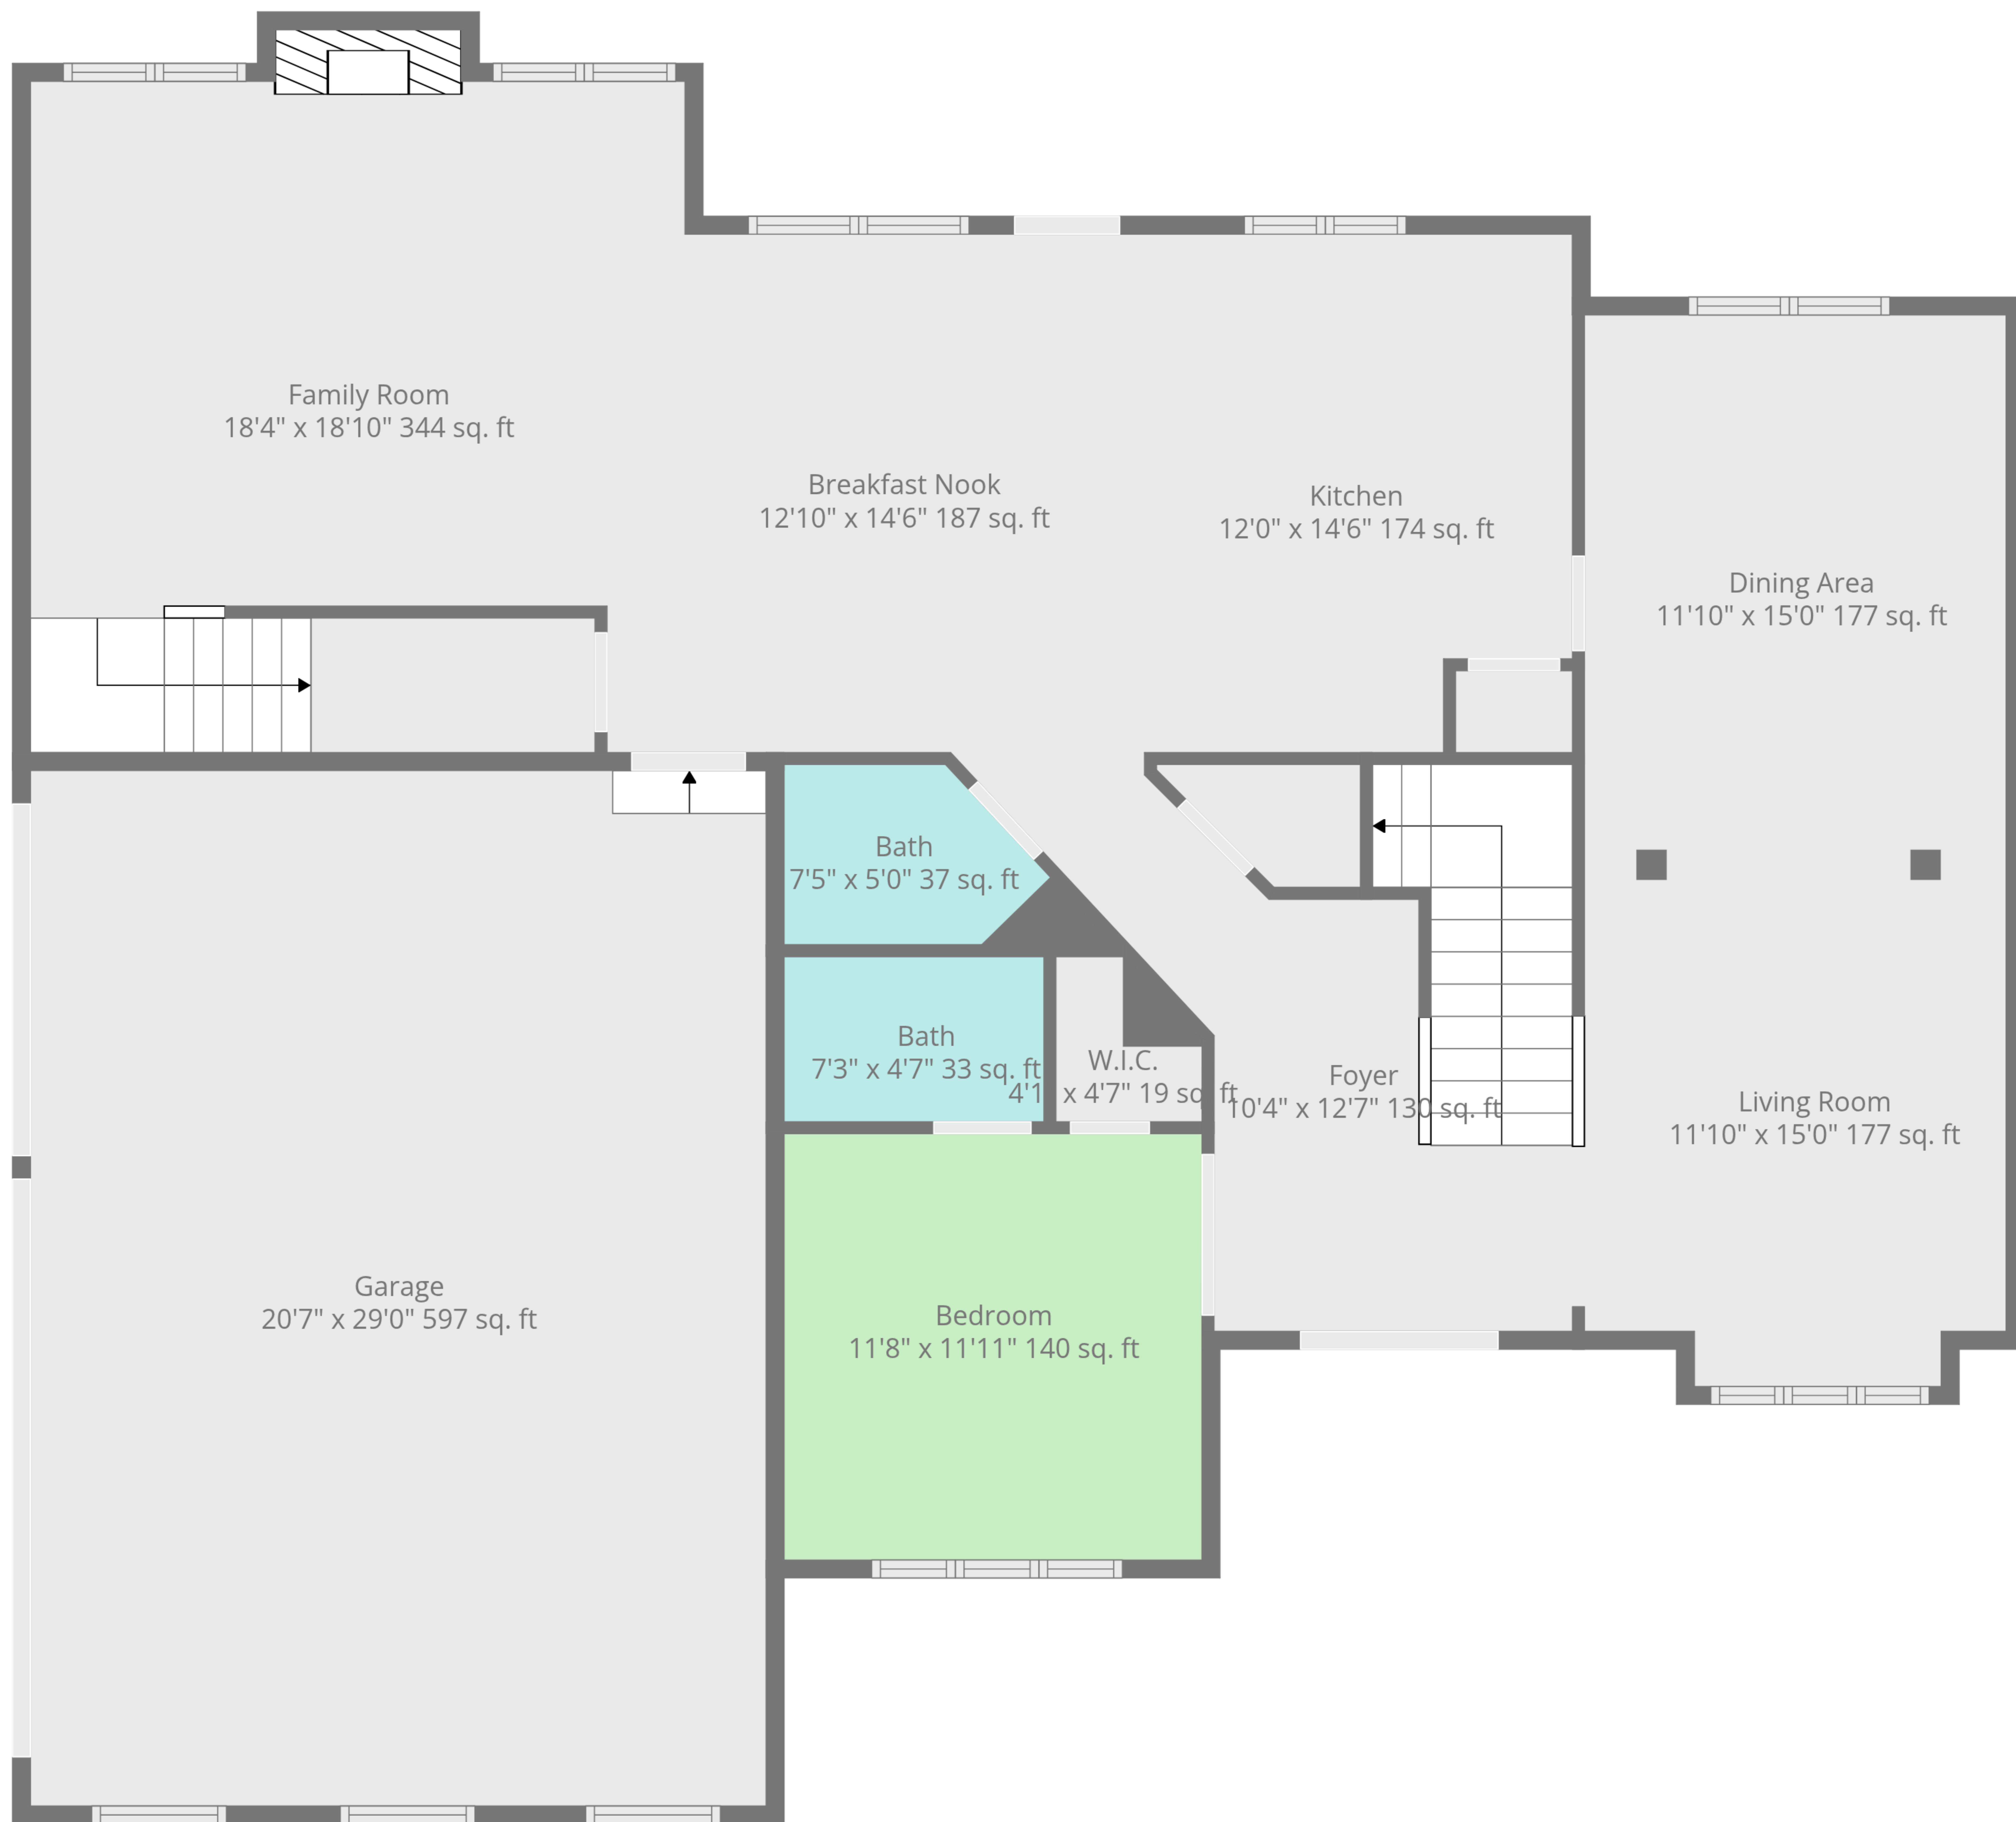 Family Room
18'4" x 18'10" 344 sq. ft
Breakfast Nook
12'10" x 14'6" 187 sq. ft
Kitchen
12'0" x 14'6" 174 sq. ft
Dining Area
11'10" x 15'0" 177 sq. ft
Bath
7'5" x 5'0" 37 sq. ft
Bath
7'3" x 4'7" 33 sq. ft
W.I.C.
x 4'7" 19 sq. ft
Foyer
10'4" x 12'7" 130 sq. ft
Living Room
11'10" x 15'0" 177 sq. ft
Garage
20'7" x 29'0" 597 sq. ft
Bedroom
11'8" x 11'11" 140 sq. ft